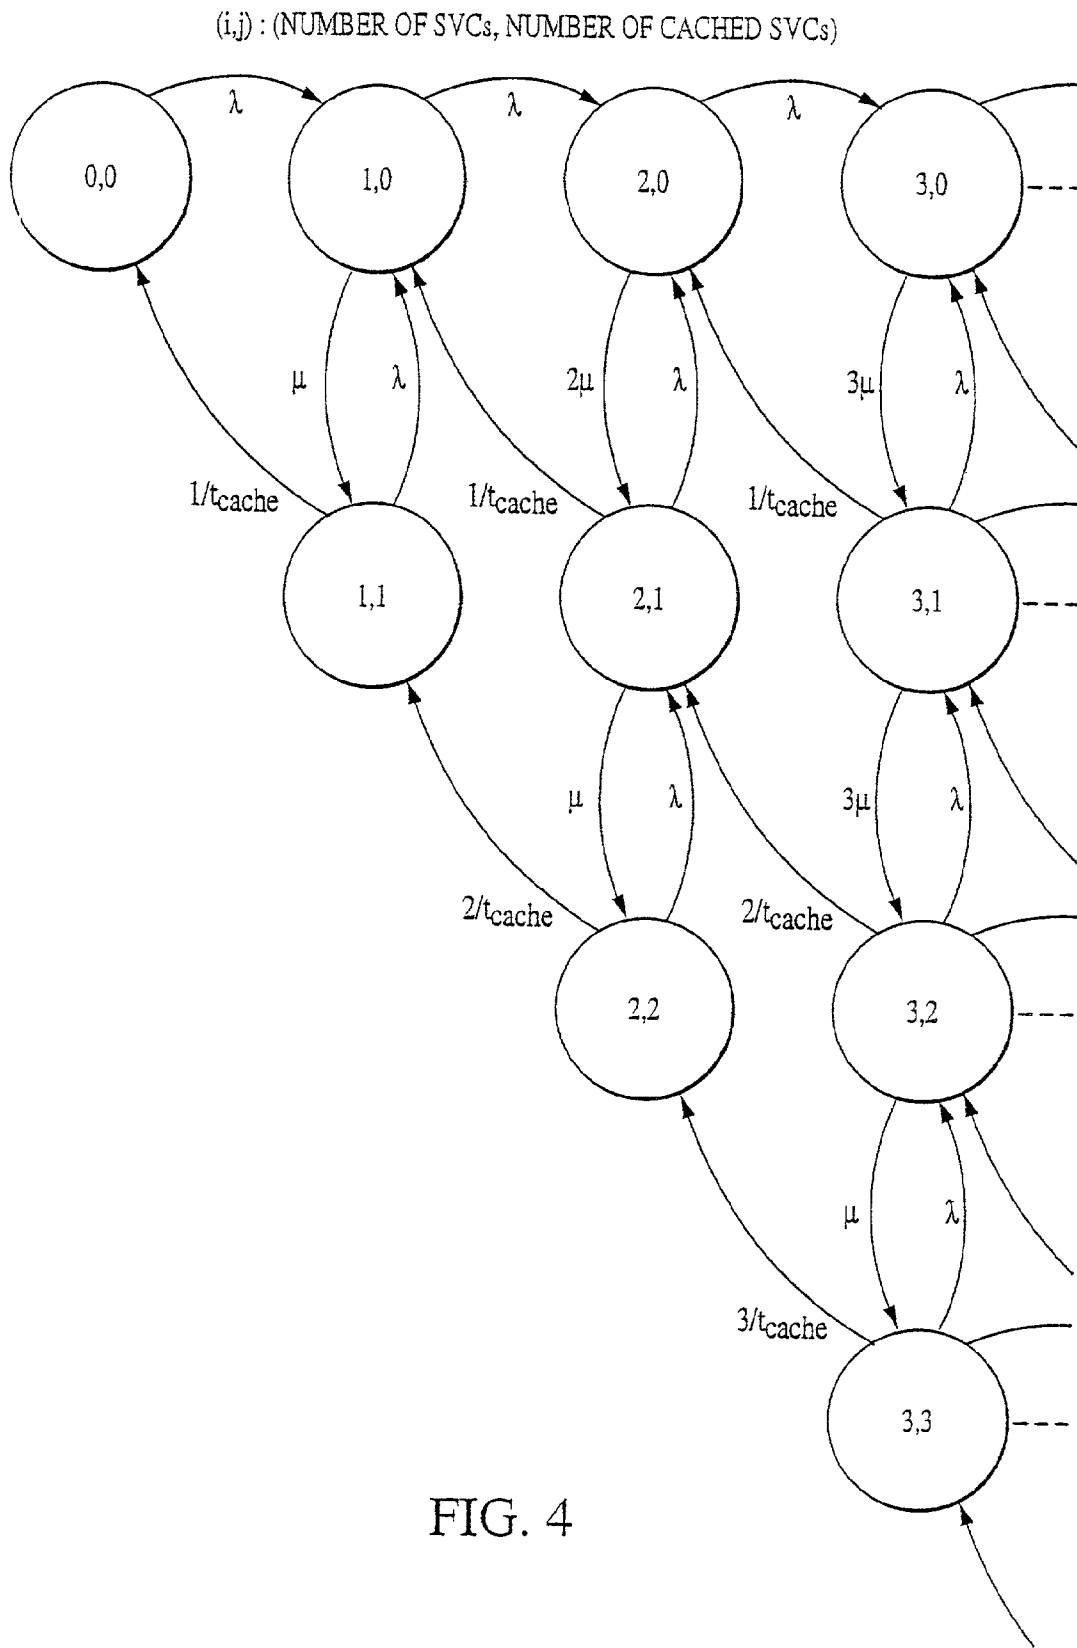 (i,j) : (NUMBER OF SVCs, NUMBER OF CACHED SVCs)
λ λ λ
0,0 1,0 2,0 3,0
μ λ 2μ λ 3μ λ
1/tcache 1/tcache 1/tcache
1,1 2,1 3,1
μ λ 3μ λ
2/tcache 2/tcache
2,2 3,2
μ λ
3/tcache
3,3
FIG. 4